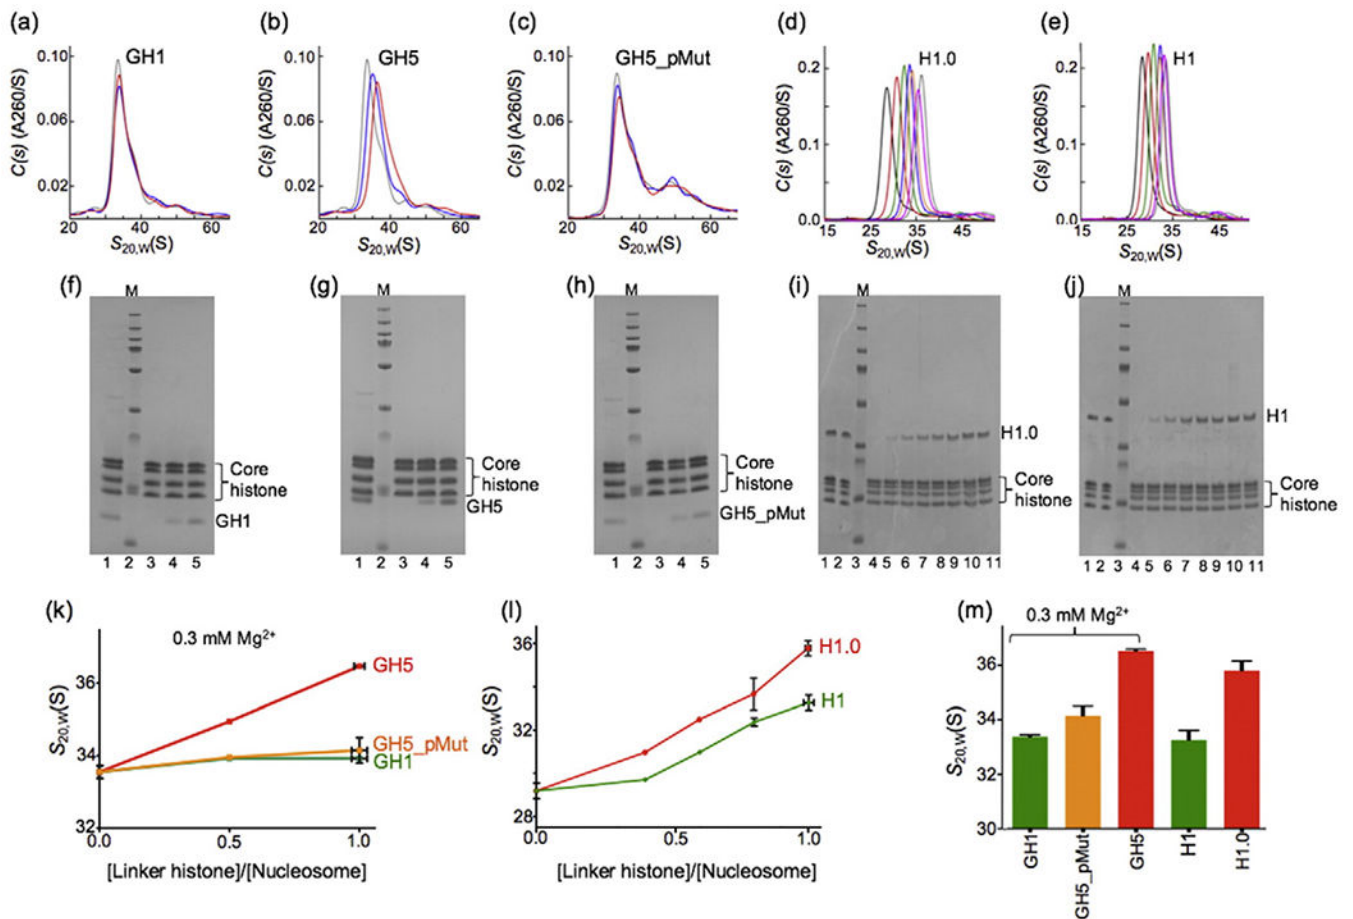 (a) (b) (c) (d) (e)
GH1 GH5 GH5_pMut H1.0 H1
0.10 0.10 0.10 0.2 0.2
0.06 0.06 0.06 0.1 0.1
0.02 0.02 0.02 0.0 0.0
C(s) (A260/S) C(s) (A260/S) C(s) (A260/S) C(s) (A260/S) C(s) (A260/S)
20 40 60 20 40 60 20 40 60 15 25 35 45 15 25 35 45
S20,W(S) S20,W(S) S20,W(S) S20,W(S) S20,W(S)
(f) (g) (h) (i) (j)
M M M M M
H1.0 H1
Core histone Core histone Core histone Core histone Core histone
GH1 GH5 GH5_pMut
1 2 3 4 5 1 2 3 4 5 1 2 3 4 5 1 2 3 4 5 6 7 8 9 10 11 1 2 3 4 5 6 7 8 9 10 11
(k)
0.3 mM Mg2+
GH5
GH5_pMut
GH1
36
34
32
S20,W(S)
0.0 0.5 1.0
[Linker histone]/[Nucleosome]
(l)
H1.0
H1
36
32
28
S20,W(S)
0.0 0.5 1.0
[Linker histone]/[Nucleosome]
(m)
0.3 mM Mg2+
36
34
32
30
S20,W(S)
GH1 GH5_pMut GH5 H1 H1.0